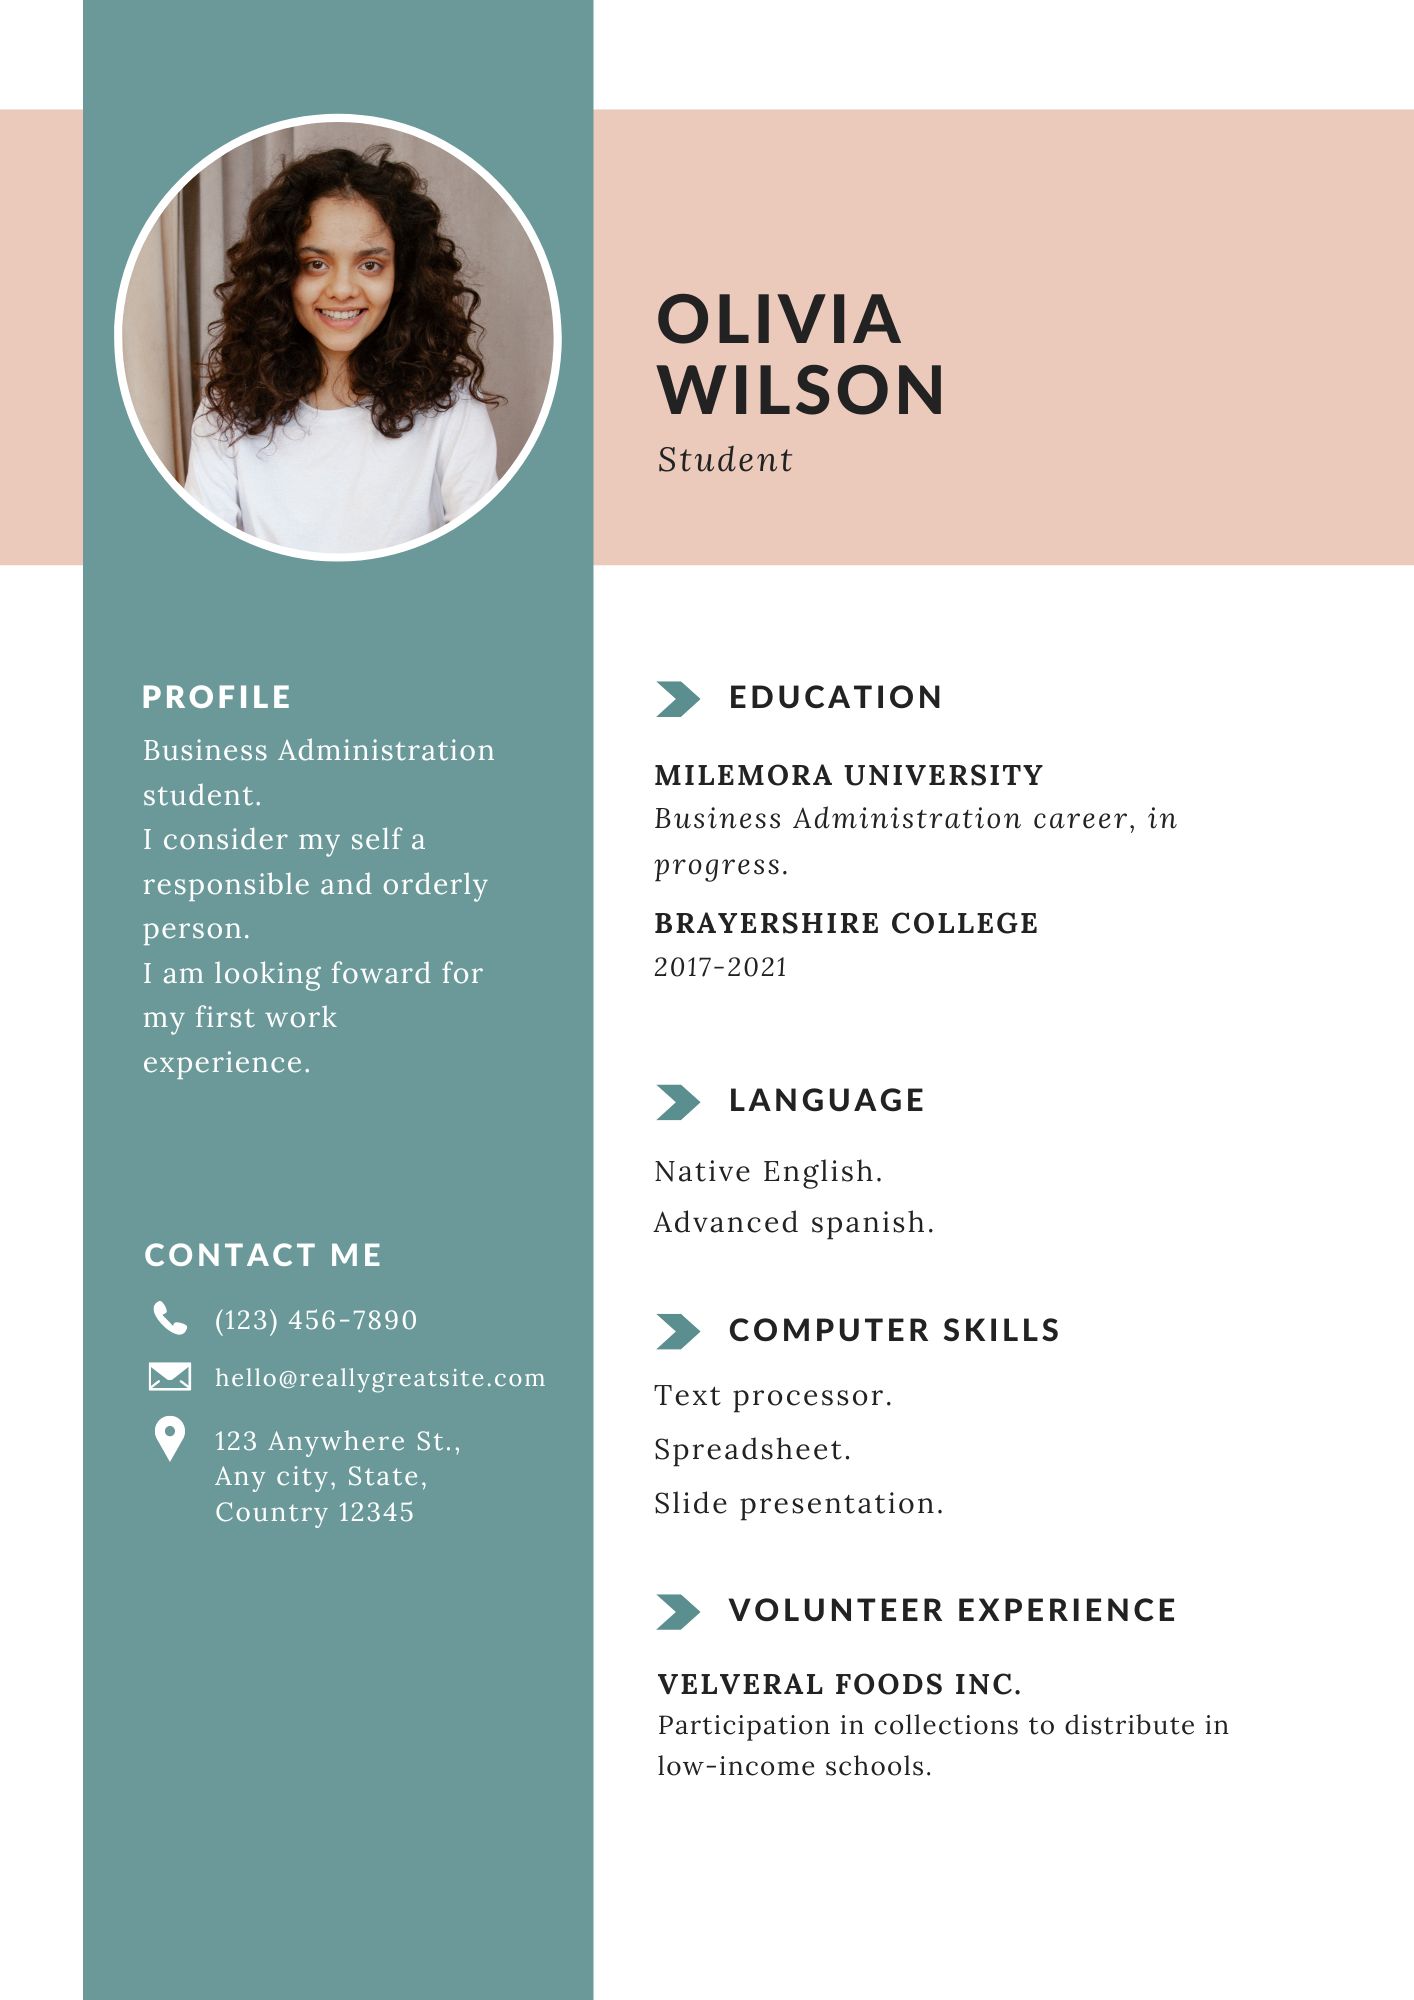 OLIVIA
WILSON
Student
PROFILE
Business Administration
student.
I consider my self a
responsible and orderly
person.
I am looking foward for
my first work
experience.
CONTACT ME
(123) 456-7890
hello@reallygreatsite.com
123 Anywhere St.,
Any city, State,
Country 12345
EDUCATION
MILEMORA UNIVERSITY
Business Administration career, in
progress.
BRAYERSHIRE COLLEGE
2017-2021
LANGUAGE
Native English.
Advanced spanish.
COMPUTER SKILLS
Text processor.
Spreadsheet.
Slide presentation.
VOLUNTEER EXPERIENCE
VELVERAL FOODS INC.
Participation in collections to distribute in
low-income schools.